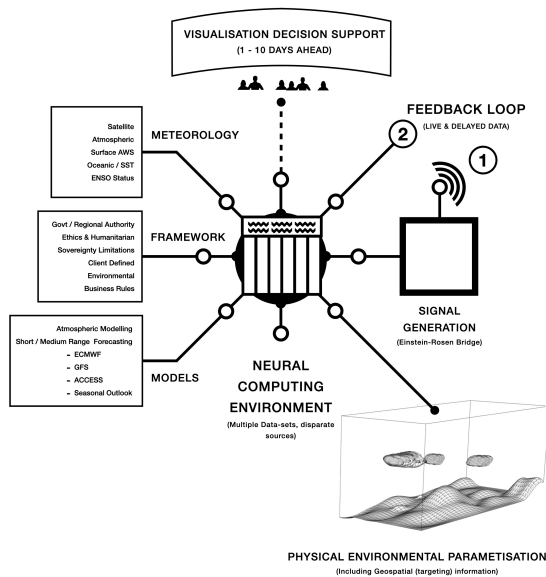 VISUALISATION DECISION SUPPORT
(1 - 10 DAYS AHEAD)
METEOROLOGY
Satellite
Atmospheric
Surface AWS
Oceanic / SST
ENSO Status
FEEDBACK LOOP
(LIVE & DELAYED DATA)
2
1
FRAMEWORK
Govt / Regional Authority
Ethics & Humanitarian
Sovereignty Limitations
Client Defined
Environmental
Business Rules
SIGNAL
GENERATION
(Einstein-Rosen Bridge)
Atmospheric Modelling
Short / Medium Range Forecasting
- ECMWF
- GFS
- ACCESS
- Seasonal Outlook
MODELS
NEURAL
COMPUTING
ENVIRONMENT
(Multiple Data-sets, disparate
sources)
PHYSICAL ENVIRONMENTAL PARAMETISATION
(Including Geospatial (targeting) information)